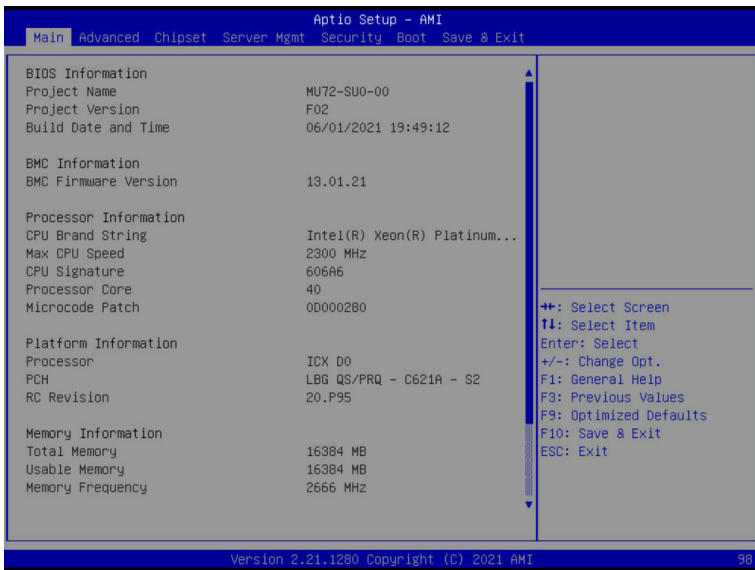 Aptio Setup - AMI
Main Advanced Chipset Server Mgmt Security Boot Save & Exit
BIOS Information
Project Name MU72-SU0-00
Project Version F02
Build Date and Time 06/01/2021 19:49:12
BMC Information
BMC Firmware Version 13.01.21
Processor Information
CPU Brand String Intel(R) Xeon(R) Platinum...
Max CPU Speed 2300 MHz
CPU Signature 606A6
Processor Core 40
Microcode Patch 0D000280
Platform Information
Processor ICX D0
PCH LBG QS/PRQ - C621A - S2
RC Revision 20.P95
Memory Information
Total Memory 16384 MB
Usable Memory 16384 MB
Memory Frequency 2666 MHz
→←: Select Screen
↑↓: Select Item
Enter: Select
+/-: Change Opt.
F1: General Help
F3: Previous Values
F9: Optimized Defaults
F10: Save & Exit
ESC: Exit
Version 2.21.1280 Copyright (C) 2021 AMI
98